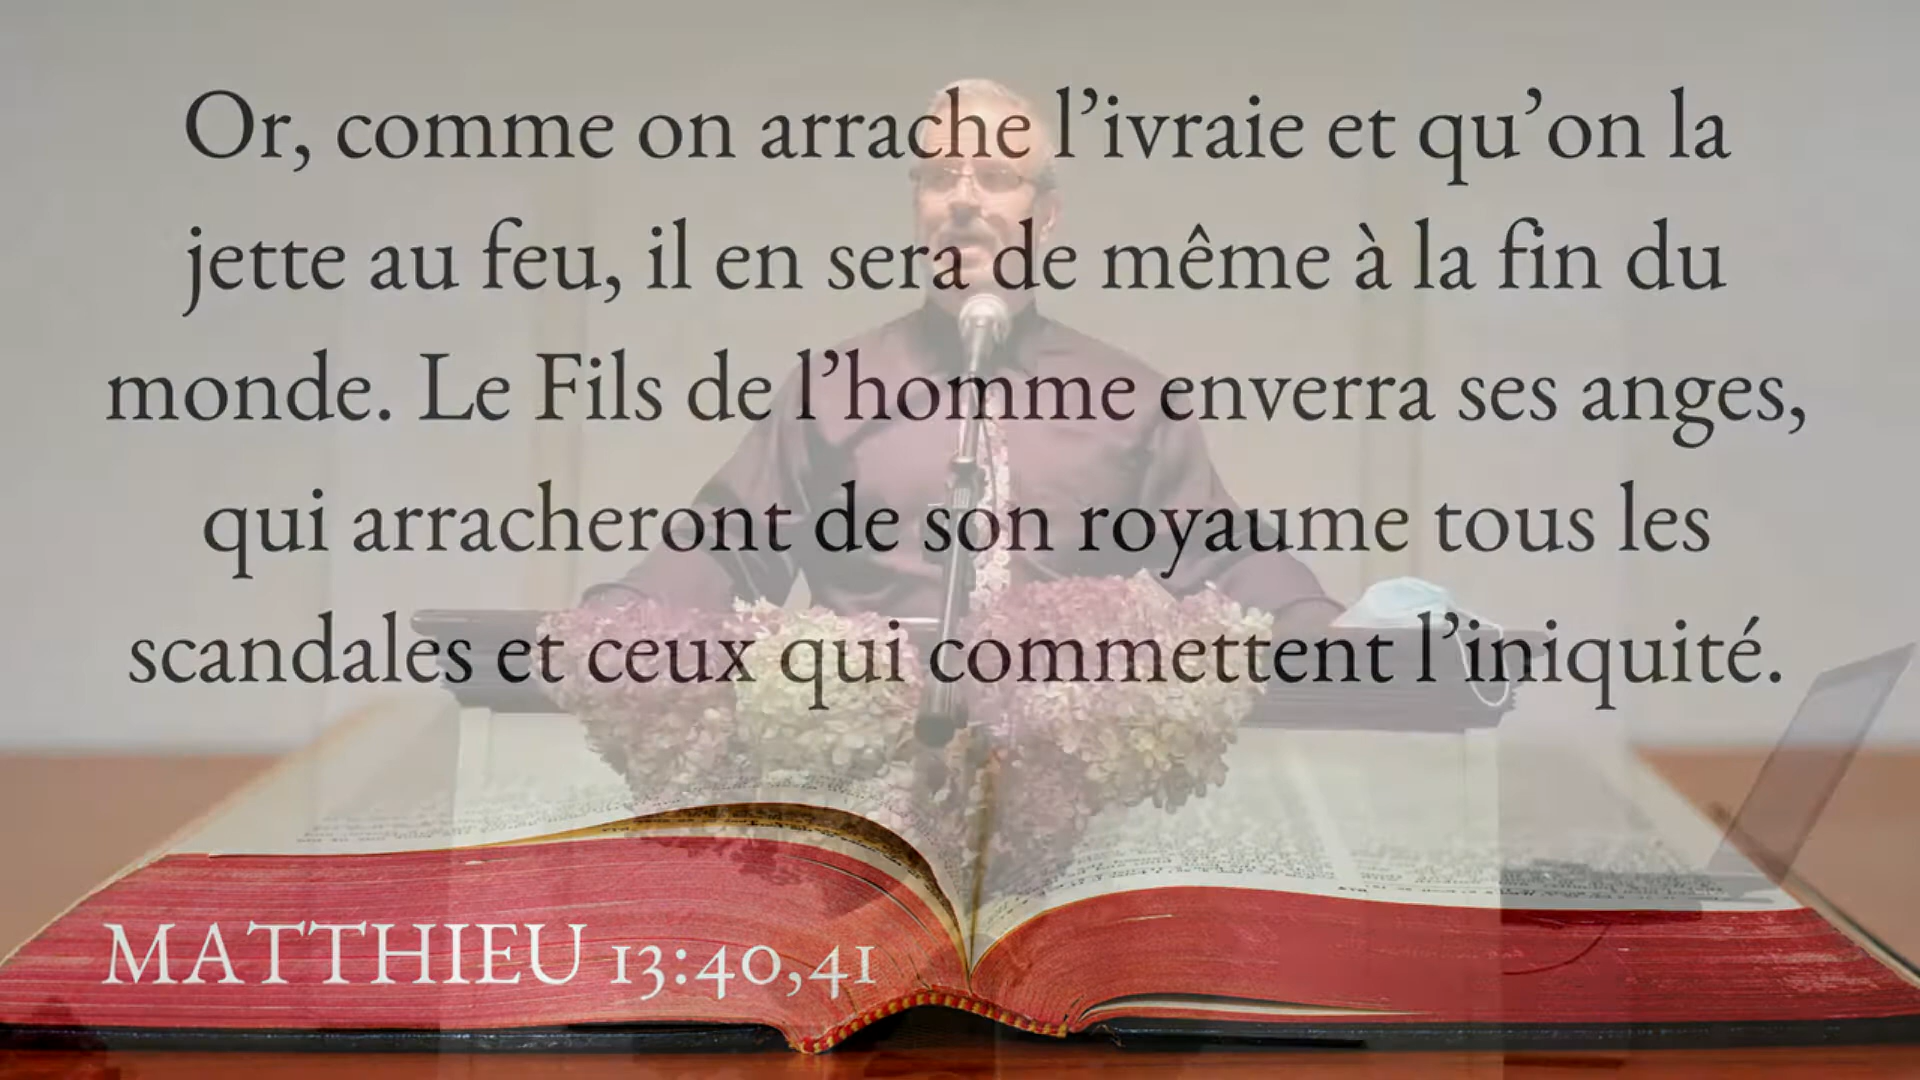 Or, comme on arrache l’ivraie et qu’on la
jette au feu, il en sera de même à la fin du
monde. Le Fils de l’homme enverra ses anges,
qui arracheront de son royaume tous les
scandales et ceux qui commettent l’iniquité.
MATTHIEU 13:40,41